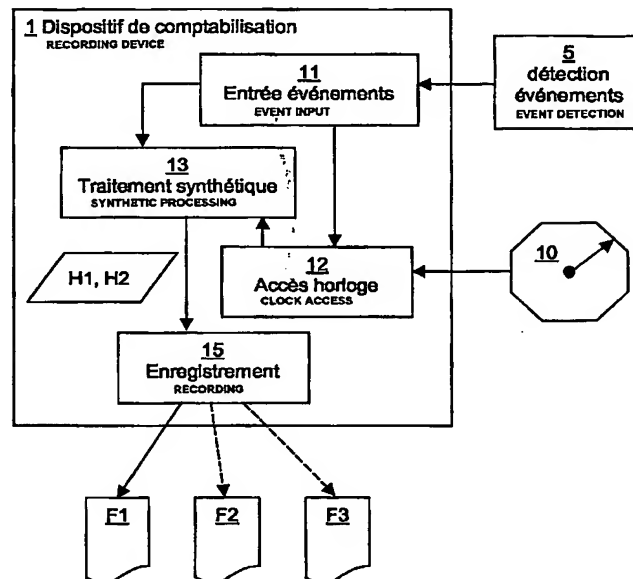 1 Dispositif de comptabilisation
RECORDING DEVICE
11
Entrée événements
EVENT INPUT
5
détection
événements
EVENT DETECTION
13
Traitement synthétique
SYNTHETIC PROCESSING
H1, H2
12
Accès horloge
CLOCK ACCESS
10
15
Enregistrement
RECORDING
F1
F2
F3